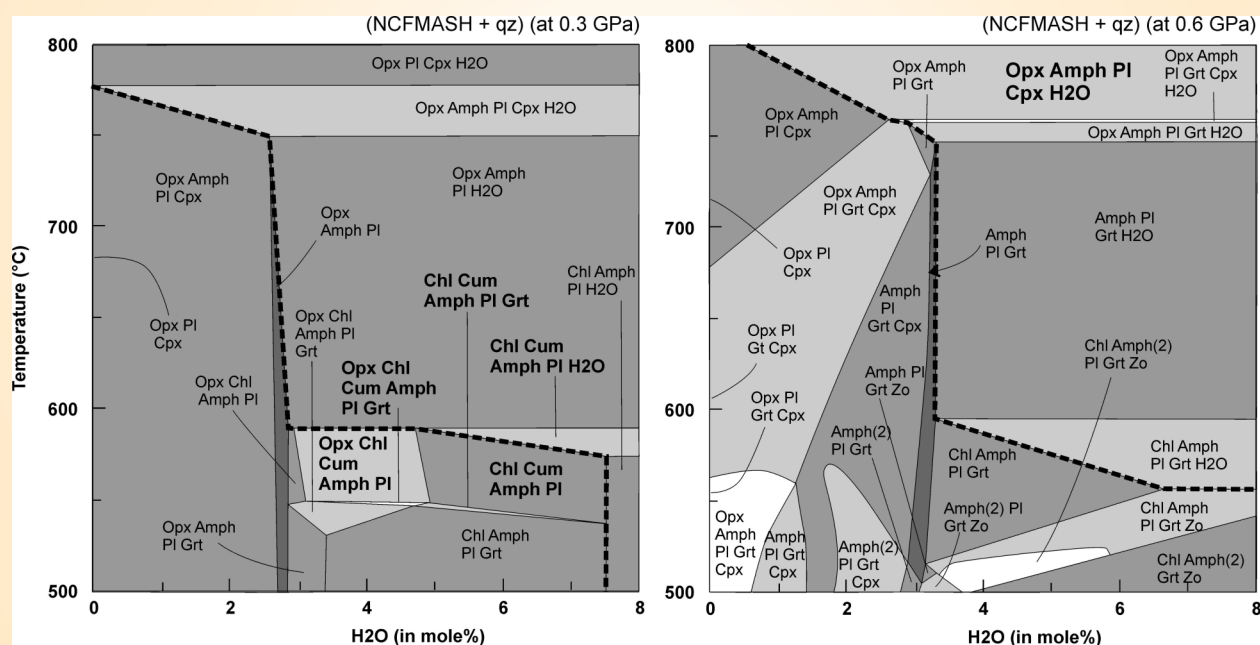 (NCFMASH + qz) (at 0.3 GPa)
800
700
600
500
Temperature (°C)
0
2
4
6
8
H2O (in mole%)
Opx Pl Cpx H2O
Opx Amph Pl Cpx H2O
Opx Amph
Pl Cpx
Opx Amph
Pl H2O
Opx
Amph Pl
Chl Amph
Pl H2O
Chl Cum
Amph Pl Grt
Opx Pl
Cpx
Opx Chl
Amph Pl
Grt
Chl Cum
Amph Pl H2O
Opx Chl
Cum Amph
Pl Grt
Opx Chl
Amph Pl
Opx Chl
Cum
Amph Pl
Chl Cum
Amph Pl
Opx Amph
Pl Grt
Chl Amph
Pl Grt
(NCFMASH + qz) (at 0.6 GPa)
800
700
600
500
0
2
4
6
8
H2O (in mole%)
Opx Amph
Pl Grt
Opx Amph Pl
Cpx H2O
Opx Amph
Pl Grt Cpx
H2O
Opx Amph
Pl Cpx
Opx Amph Pl Grt H2O
Opx Amph
Pl Grt Cpx
Amph Pl
Grt H2O
Opx Pl
Cpx
Amph
Pl Grt
Amph
Pl
Grt Cpx
Opx Pl
Gt Cpx
Chl Amph(2)
Pl Grt Zo
Amph Pl
Grt Zo
Opx Pl
Grt Cpx
Amph(2)
Pl Grt
Chl Amph
Pl Grt
Chl Amph
Pl Grt H2O
Opx
Amph
Pl Grt
Cpx
Amph
Pl Grt
Cpx
Amph(2)
Pl Grt
Cpx
Amph(2) Pl
Grt Zo
Chl Amph
Pl Grt Zo
Chl Amph(2)
Grt Zo